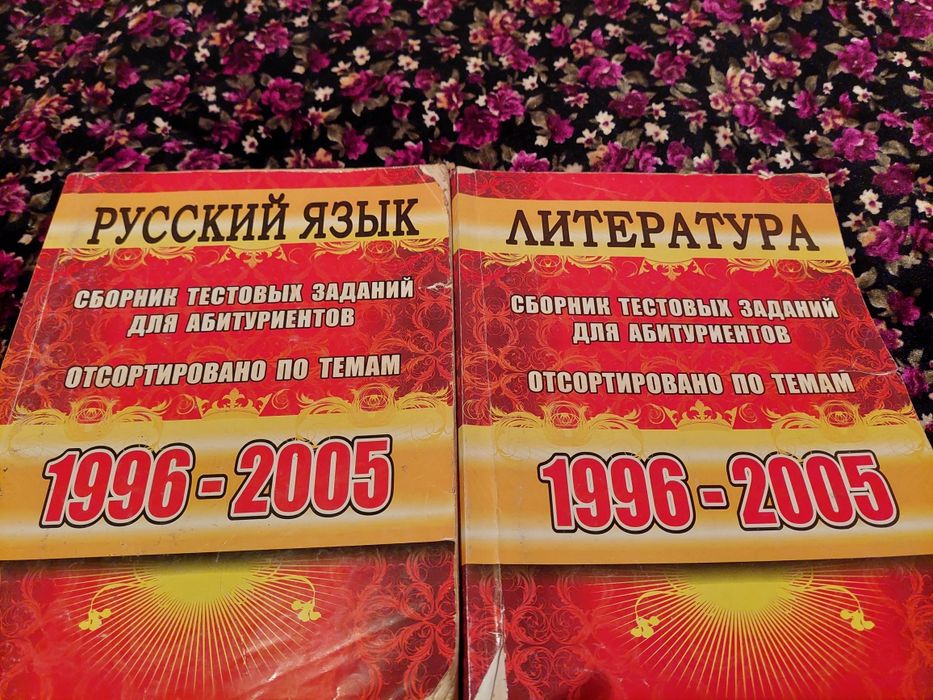 РУССКИЙ ЯЗЫК
СБОРНИК ТЕСТОВЫХ ЗАДАНИЙ
ДЛЯ АБИТУРИЕНТОВ
ОТСОРТИРОВАНО ПО ТЕМАМ
1996-2005
ЛИТЕРАТУРА
СБОРНИК ТЕСТОВЫХ ЗАДАНИЙ
ДЛЯ АБИТУРИЕНТОВ
ОТСОРТИРОВАНО ПО ТЕМАМ
1996-2005